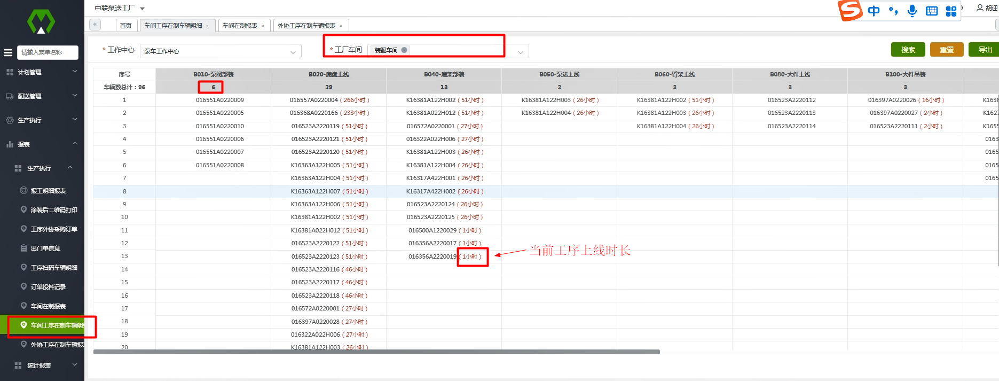 中联泵送工厂
中
胡迎
首页 车间工序在制车辆明细 × 车间在制报表 × 外协工序在制车辆报表 ×
请输入菜单名称
* 工作中心 泵车工作中心 * 工厂车间 装配车间 搜索 重置 导出
计划管理
配送管理
生产执行
报表
生产执行
报工明细报表
涂装后二维码打印
工序外协采购订单
出门单信息
工序扫码车辆明细
订单投料记录
车间在制报表
车间工序在制车辆明细
外协工序在制车辆报表
统计报表
序号 B010-泵阀部装 B020-底盘上线 B040-底架部装 B050-泵送上线 B060-臂架上线 B080-大件上线 B100-大件吊装
车辆数总计：96 6 29 13 2 3 3 3
1 016551A0220009 016557A0220004 ( 266小时 ) K16381A122H002 ( 51小时 ) K16381A122H003 ( 26小时 ) K16381A122H002 ( 51小时 ) 016523A2220112 016397A0220026 ( 16小时 ) K1638
2 016551A0220005 016368A0220166 ( 233小时 ) K16381A022H012 ( 51小时 ) K16381A122H004 ( 26小时 ) K16381A122H003 ( 26小时 ) 016523A2220113 016397A0220027 ( 2小时 ) K1627
3 016551A0220010 016523A2220119 ( 51小时 ) 016572A0220001 ( 27小时 ) K16381A122H004 ( 26小时 ) 016523A2220114 016523A2220111 ( 2小时 ) K1655
4 016551A0220006 016523A2220121 ( 51小时 ) 016322A022H006 ( 27小时 ) 0163
5 016551A0220007 016523A2220120 ( 51小时 ) K16381A122H003 ( 26小时 ) 0165
6 016551A0220008 K16363A122H005 ( 51小时 ) K16381A122H004 ( 26小时 ) 0165
7 K16363A122H004 ( 51小时 ) K16317A422H001 ( 26小时 ) 0165
8 K16363A122H007 ( 51小时 ) K16317A422H002 ( 26小时 )
9 K16363A122H006 ( 51小时 ) 016523A2220124 ( 26小时 )
10 K16381A122H002 ( 51小时 ) 016523A2220125 ( 26小时 )
11 K16381A022H012 ( 51小时 ) 016500A1220029 ( 1小时 )
12 016523A2220122 ( 51小时 ) 016356A2220017 ( 1小时 )
13 016523A2220123 ( 51小时 ) 016356A2220019 ( 1小时 ) 当前工序上线时长
14 016523A2220116 ( 46小时 )
15 016523A2220117 ( 46小时 )
16 016523A2220118 ( 46小时 )
17 016572A0220001 ( 27小时 )
18 016397A0220028 ( 27小时 )
19 016322A022H006 ( 27小时 )
20 K16381A122H003 ( 26小时 )